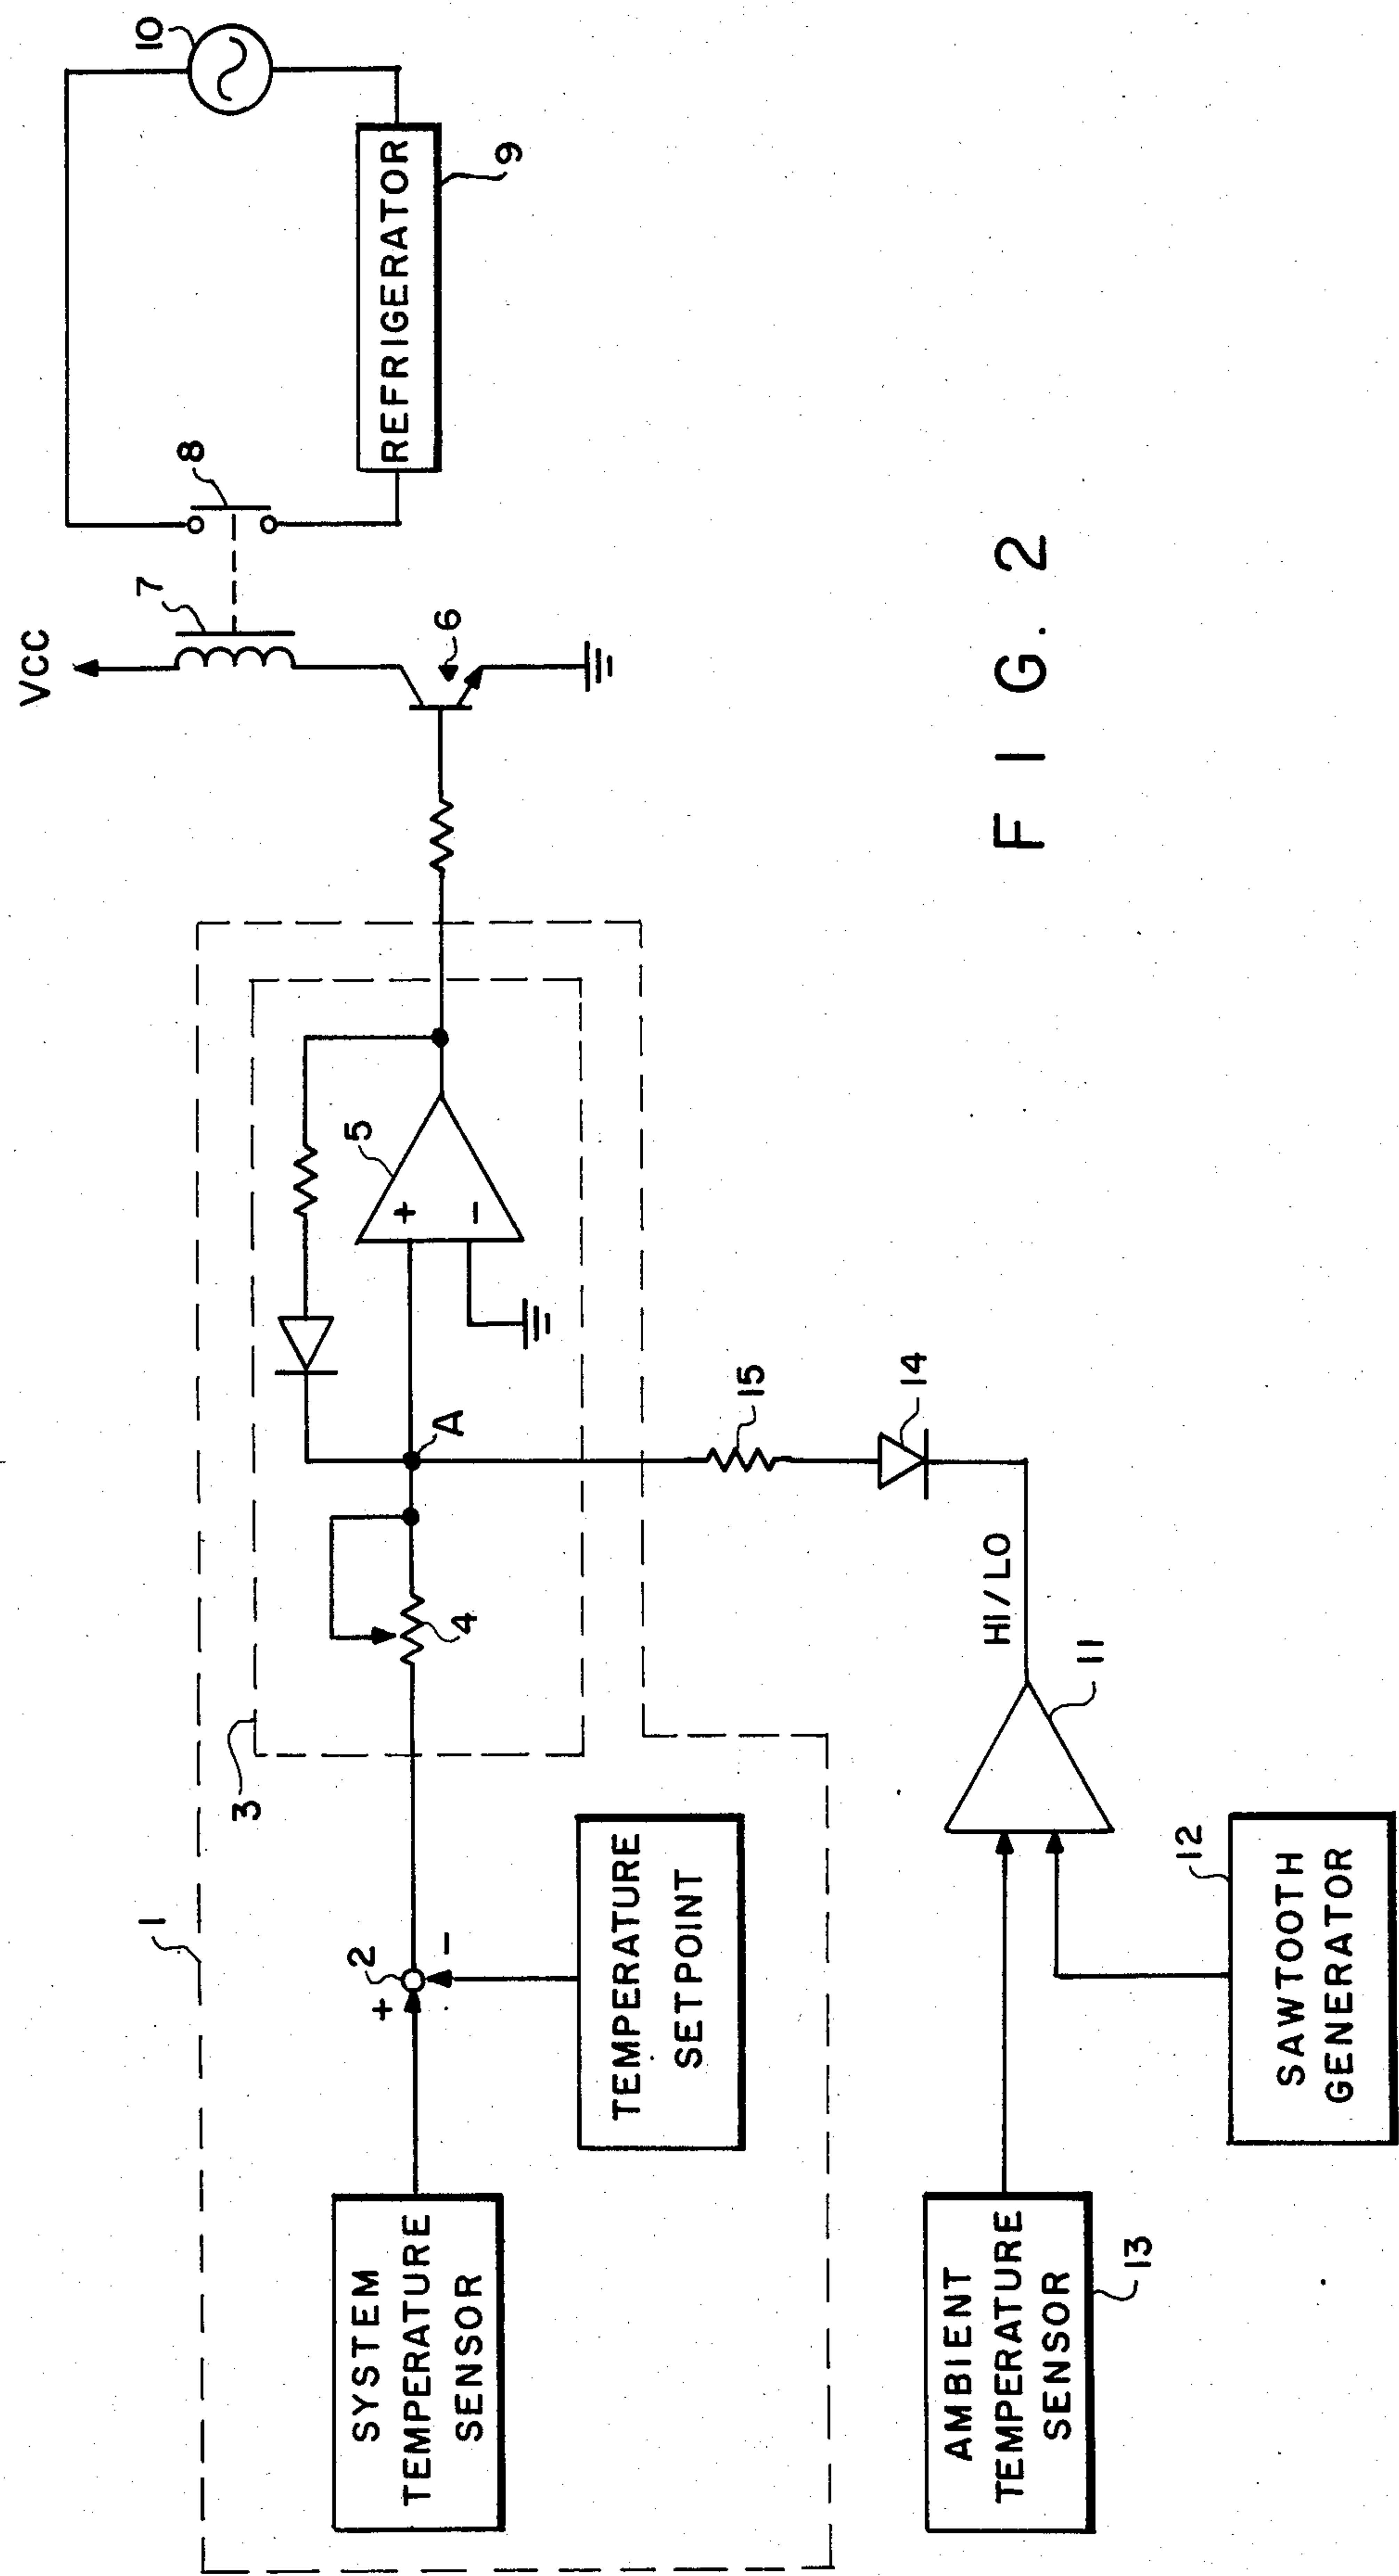 VCC
7
8
10
6
REFRIGERATOR
9
1
3
2
+
-
4
A
5
+
-
SYSTEM
TEMPERATURE
SENSOR
TEMPERATURE
SETPOINT
15
14
HI/LO
11
AMBIENT
TEMPERATURE
SENSOR
13
12
SAWTOOTH
GENERATOR
FIG. 2